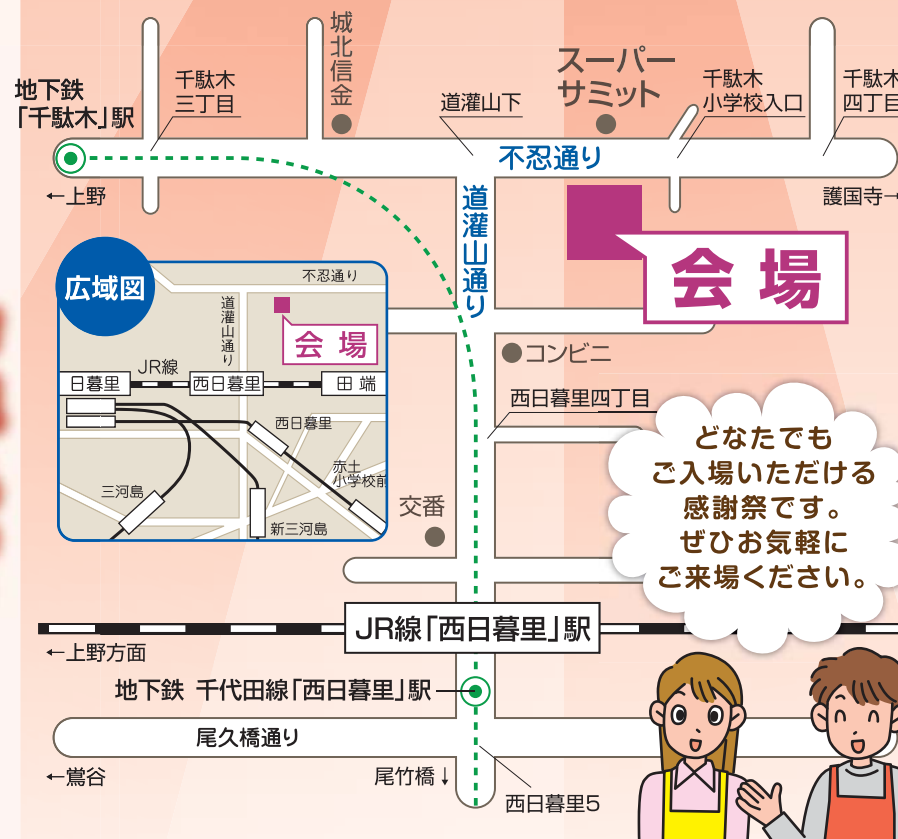 城北信金
スーパー
サミット
地下鉄
「千駄木」駅
千駄木
三丁目
道灌山下
千駄木
小学校入口
千駄木
四丁目
不忍通り
←上野
護国寺→
道灌山通り
会場
広域図
不忍通り
道灌山通り
会場
JR線
日暮里
西日暮里
田端
西日暮里
赤土
小学校前
三河島
新三河島
コンビニ
西日暮里四丁目
交番
どなたでも
ご入場いただける
感謝祭です。
ぜひお気軽に
ご来場ください。
JR線「西日暮里」駅
←上野方面
地下鉄 千代田線「西日暮里」駅
尾久橋通り
←鶯谷
尾竹橋↓
西日暮里5